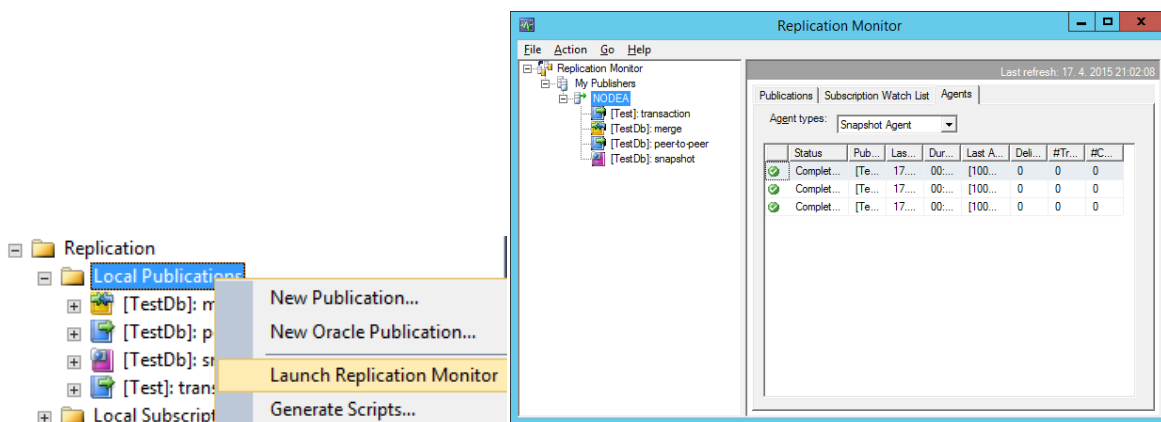 Replication
Local Publications
[TestDb]: m
[TestDb]: p
[TestDb]: sn
[Test]: trans
Local Subscript
New Publication...
New Oracle Publication...
Launch Replication Monitor
Generate Scripts...
Replication Monitor
File Action Go Help
Replication Monitor
My Publishers
NODEA
[Test]: transaction
[TestDb]: merge
[TestDb]: peer-to-peer
[TestDb]: snapshot
Last refresh: 17. 4. 2015 21:02:08
Publications Subscription Watch List Agents
Agent types: Snapshot Agent
Status Pub... Las... Dur... Last A... Deli... #Tr... #C...
Complet... [Te... 17.... 00:... [100... 0 0 0
Complet... [Te... 17.... 00:... [100... 0 0 0
Complet... [Te... 17.... 00:... [100... 0 0 0